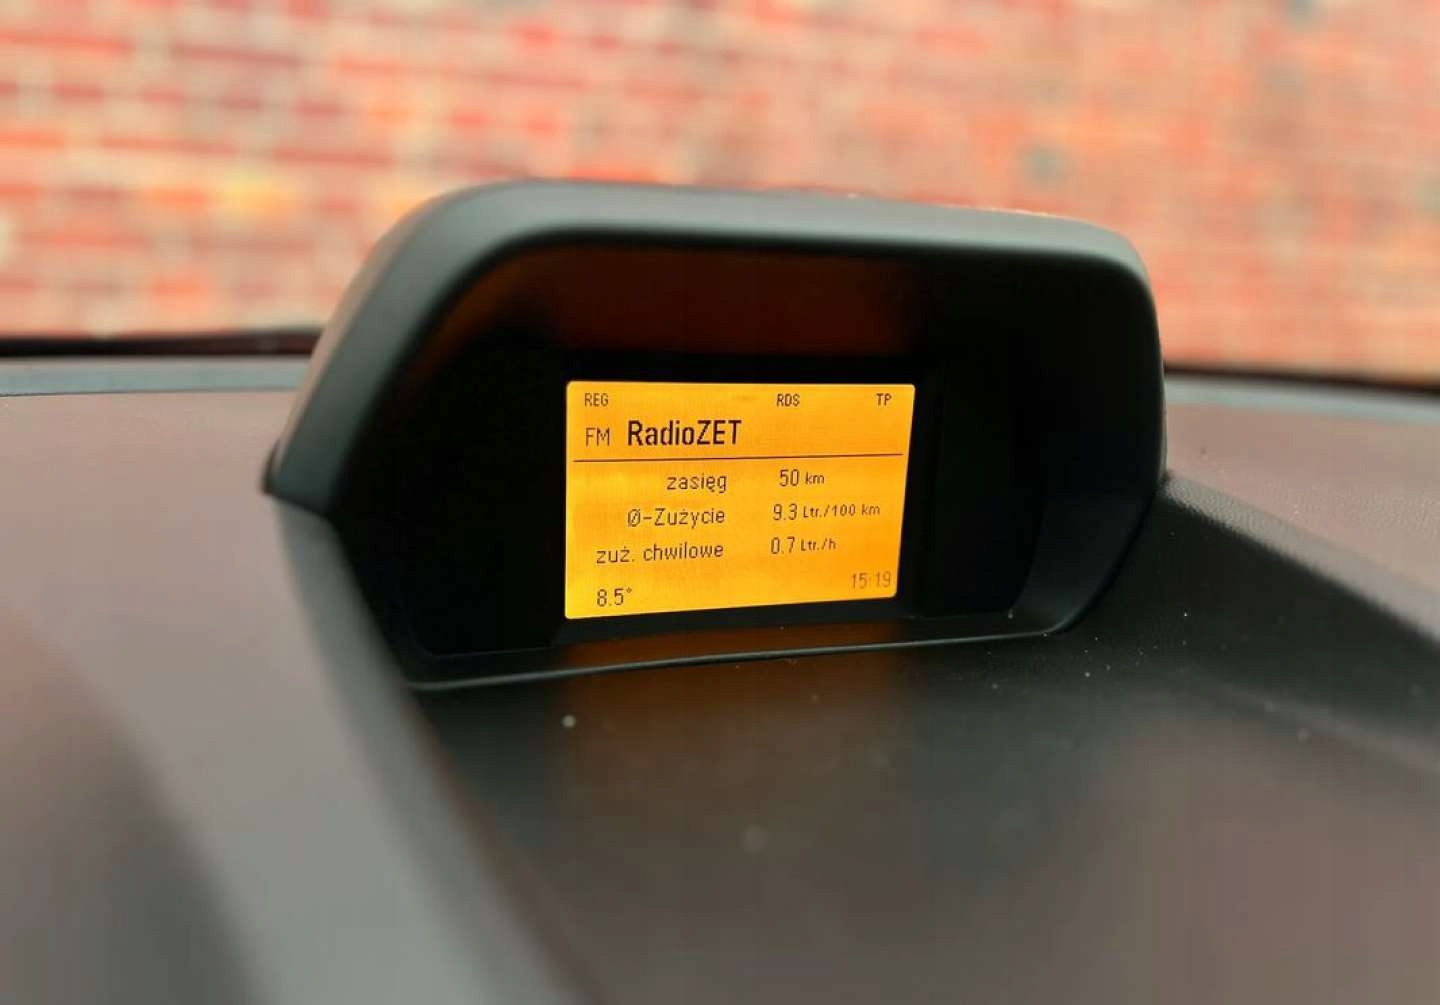 REG RDS TP
FM RadioZET
zasięg 50 km
Ø-Zużycie 9.3 Ltr./100 km
zuż. chwilowe 0.7 Ltr./h
8.5° 15:19